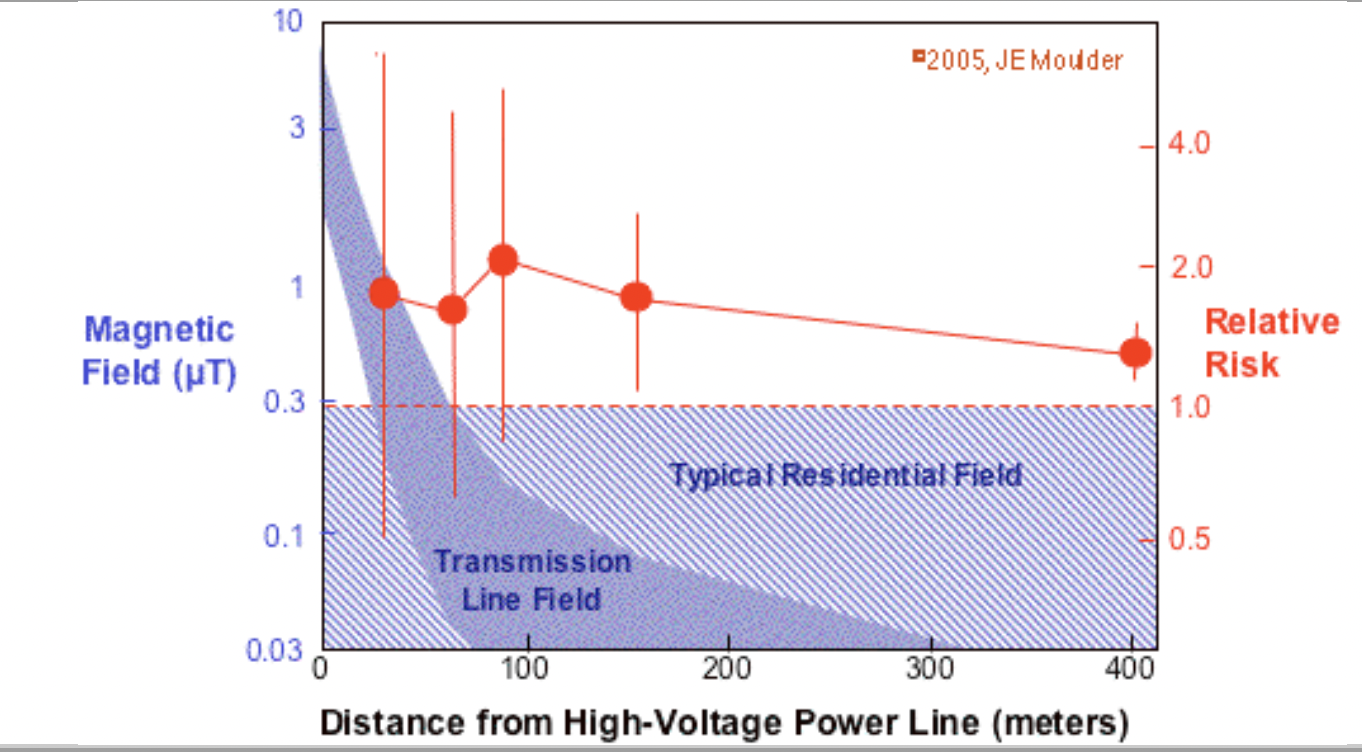 10
3
1
0.3
0.1
0.03
Magnetic
Field (µT)
2005, JE Moulder
4.0
2.0
1.0
0.5
Relative
Risk
Typical Residential Field
Transmission
Line Field
0 100 200 300 400
Distance from High-Voltage Power Line (meters)